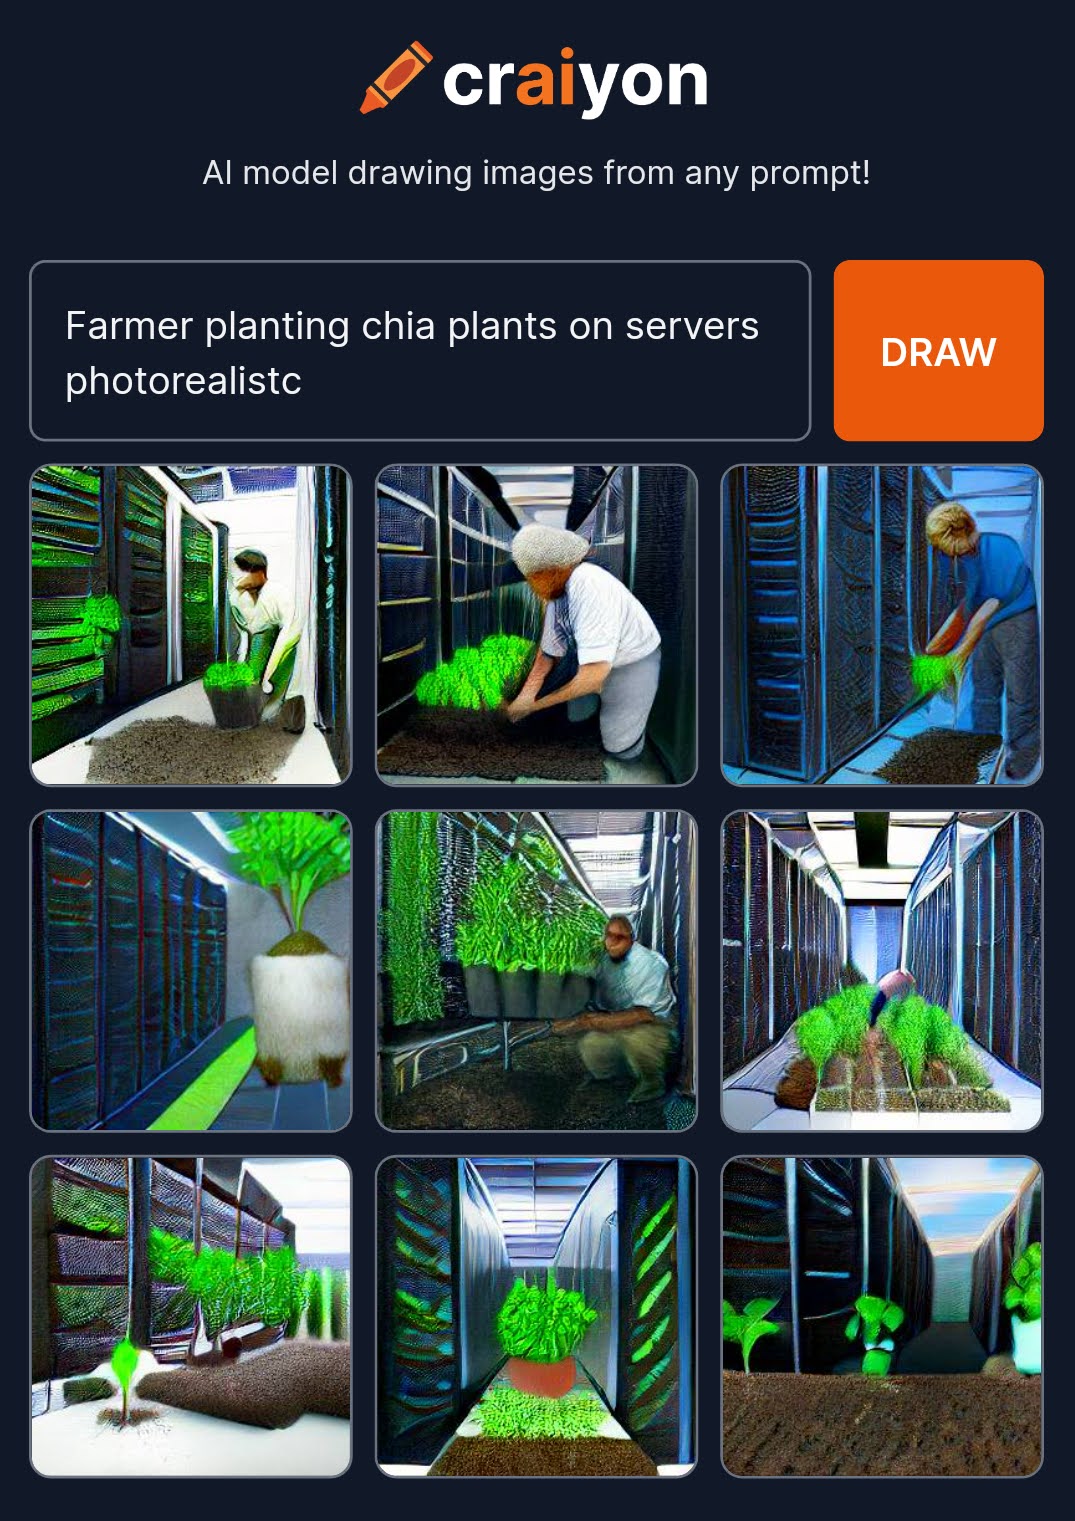 craiyon
AI model drawing images from any prompt!
Farmer planting chia plants on servers
photorealistc
DRAW